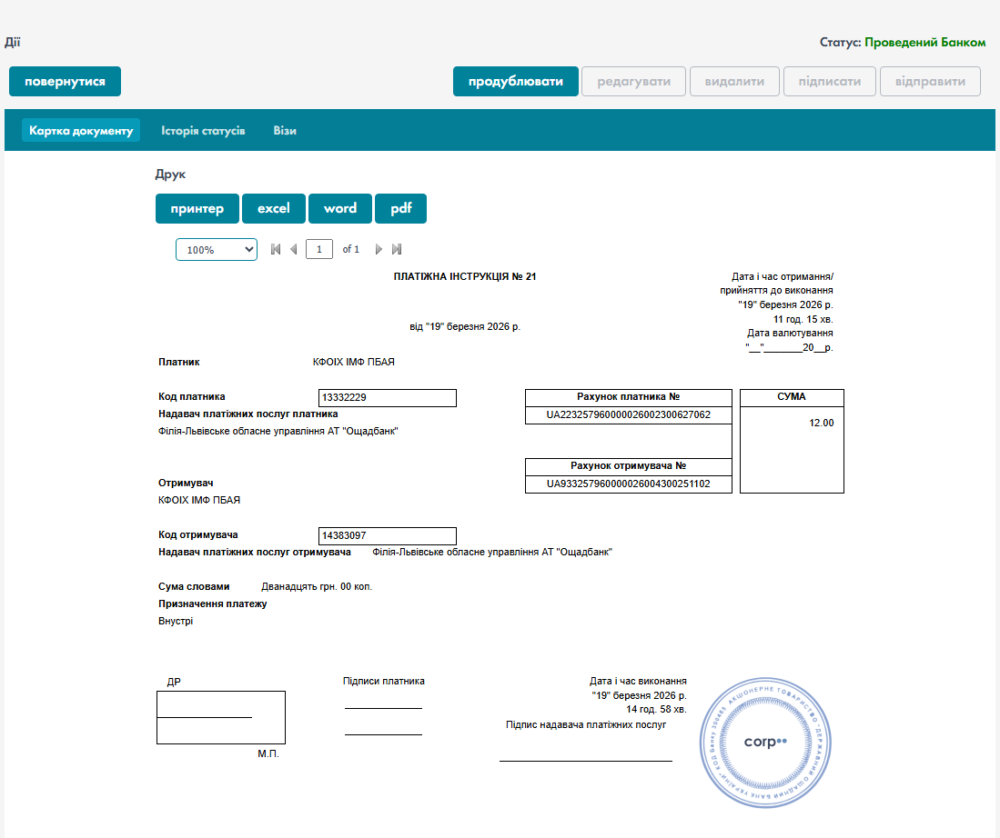 Дії
Статус: Проведений Банком
повернутися
продублювати
редагувати
видалити
підписати
відправити
Картка документу
Історія статусів
Візи
Друк
принтер
excel
word
pdf
100%
1
of 1
ПЛАТІЖНА ІНСТРУКЦІЯ № 21
Дата і час отримання/
прийняття до виконання
"19" березня 2026 р.
11 год. 15 хв.
від "19" березня 2026 р.
Дата валютування
"__"_______20__р.
Платник
КФОІХ ІМФ ПБАЯ
Код платника
13332229
Рахунок платника №
СУМА
Надавач платіжних послуг платника
UA223257960000026002300627062
12.00
Філія-Львівське обласне управління АТ "Ощадбанк"
Рахунок отримувача №
Отримувач
UA933257960000026004300251102
КФОІХ ІМФ ПБАЯ
Код отримувача
14383097
Надавач платіжних послуг отримувача
Філія-Львівське обласне управління АТ "Ощадбанк"
Сума словами
Дванадцять грн. 00 коп.
Призначення платежу
Внустрі
ДР
Підписи платника
Дата і час виконання
"19" березня 2026 р.
14 год. 58 хв.
Підпис надавача платіжних послуг
М.П.
АКЦІОНЕРНЕ ТОВАРИСТВО "ДЕРЖАВНИЙ ОЩАДНИЙ БАНК УКРАЇНИ" КОД Банку 300465
corp